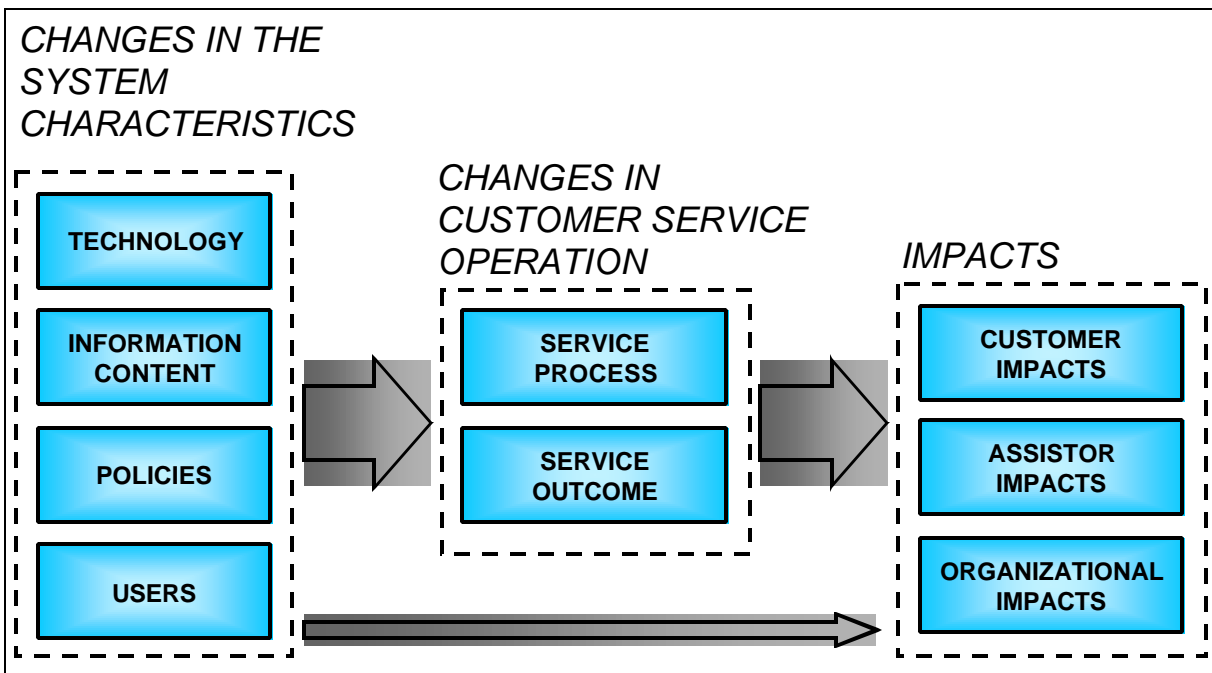 CHANGES IN THE
SYSTEM
CHARACTERISTICS
TECHNOLOGY
INFORMATION
CONTENT
POLICIES
USERS
CHANGES IN
CUSTOMER SERVICE
OPERATION
SERVICE
PROCESS
SERVICE
OUTCOME
IMPACTS
CUSTOMER
IMPACTS
ASSISTOR
IMPACTS
ORGANIZATIONAL
IMPACTS